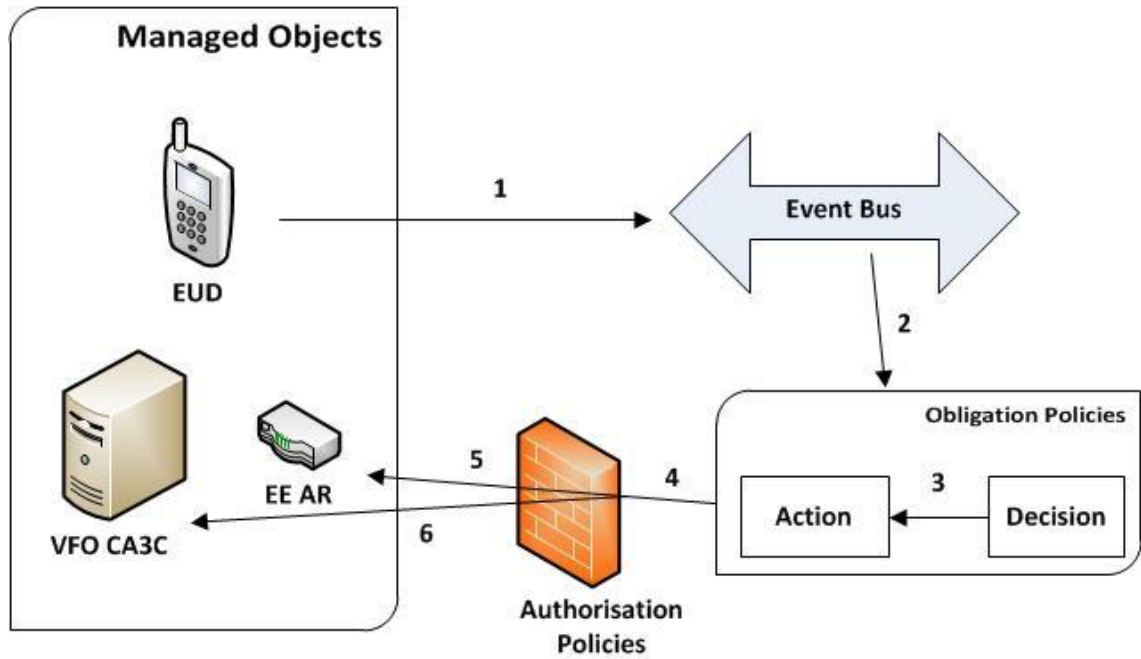 Managed Objects
1
Event Bus
EUD
2
Obligation Policies
5
4
3
EE AR
Action
Decision
VFO CA3C
6
Authorisation
Policies